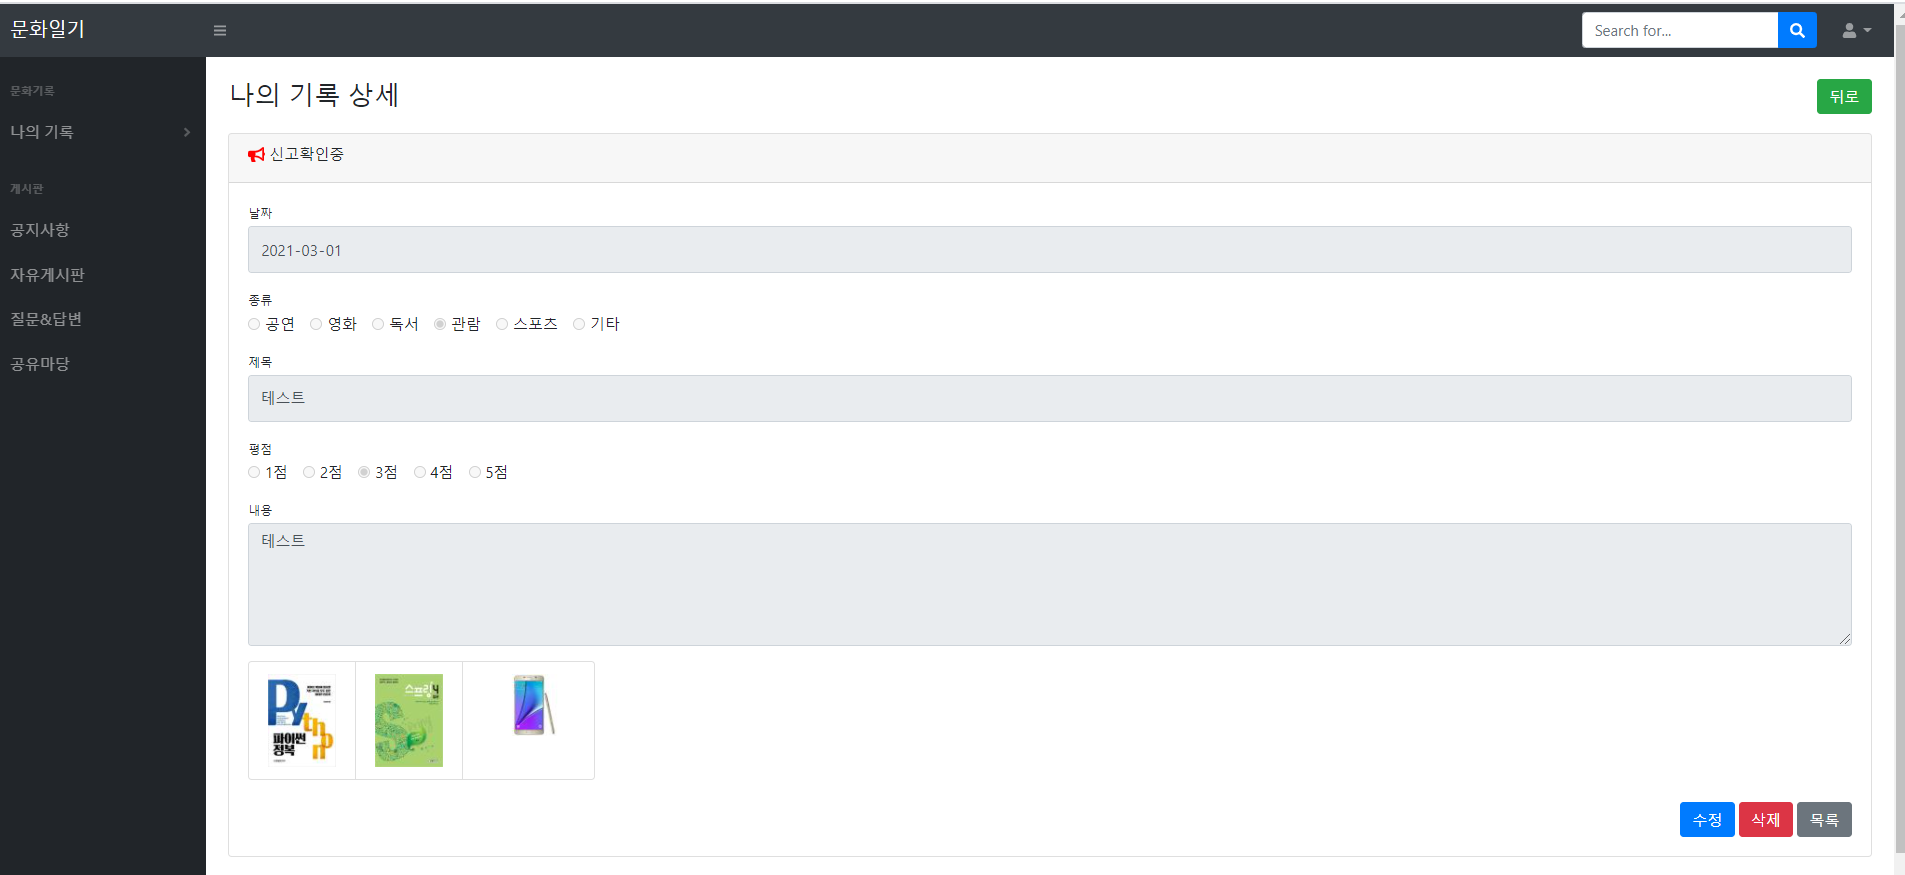 문화일기
Search for...
문화기록
나의 기록
게시판
공지사항
자유게시판
질문&답변
공유마당
나의 기록 상세
뒤로
신고확인중
날짜
2021-03-01
종류
공연 영화 독서 관람 스포츠 기타
제목
테스트
평점
1점 2점 3점 4점 5점
내용
테스트
Python
파이썬
정복
스프링4
수정 삭제 목록